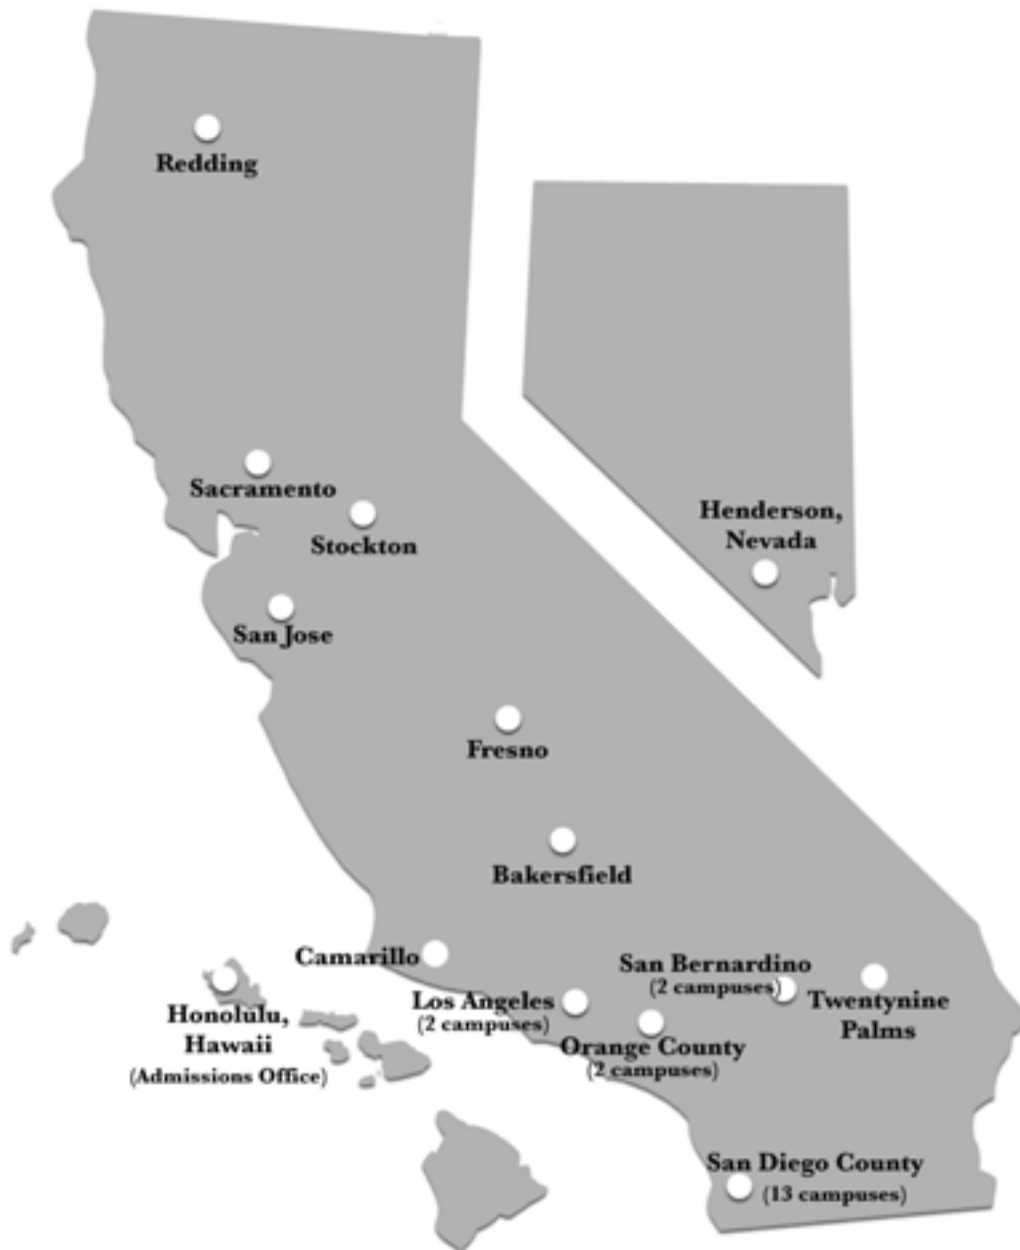 Redding
Sacramento
Stockton
San Jose
Henderson,
Nevada
Fresno
Bakersfield
Camarillo
Los Angeles
(2 campuses)
San Bernardino
(2 campuses)
Twentynine
Palms
Orange County
(2 campuses)
Honolulu,
Hawaii
(Admissions Office)
San Diego County
(13 campuses)